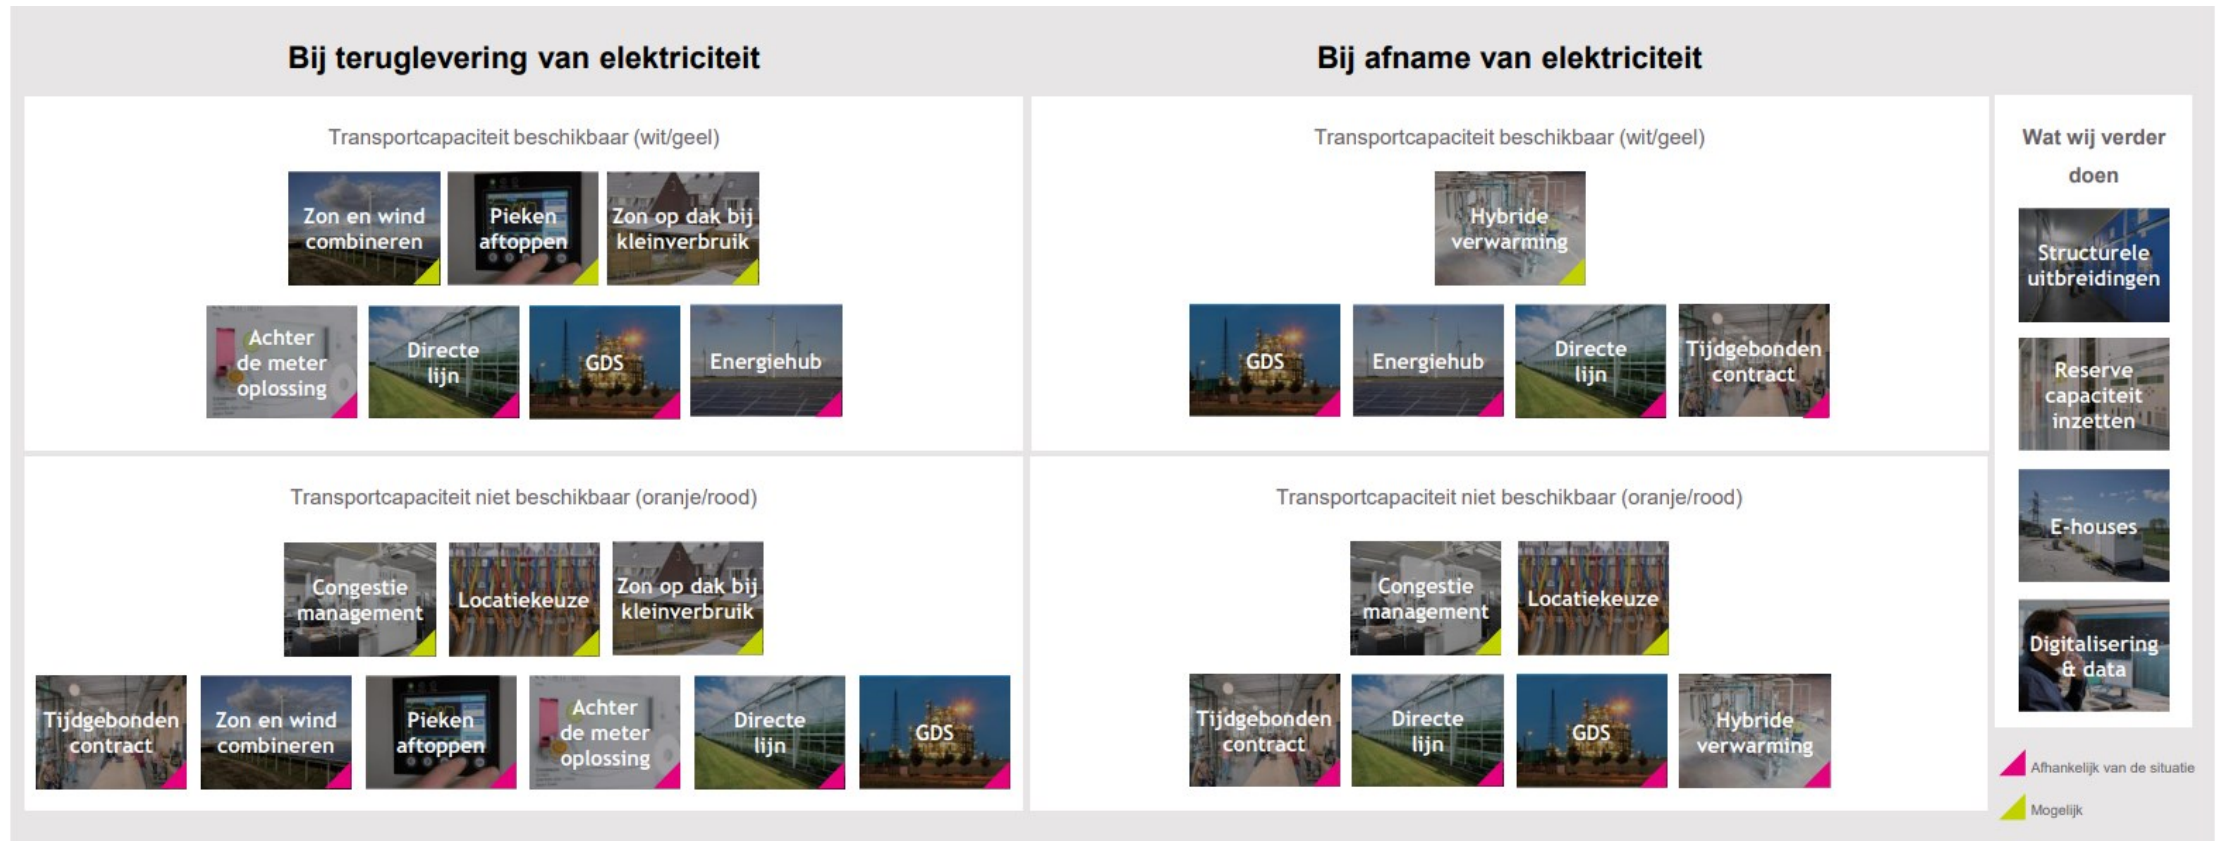 Bij teruglevering van elektriciteit
Transportcapaciteit beschikbaar (wit/geel)
Zon en wind
combineren
Pieken
aftoppen
Zon op dak bij
kleinverbruik
Achter
de meter
oplossing
Directe
lijn
GDS
Energiehub
Transportcapaciteit niet beschikbaar (oranje/rood)
Congestie
management
Locatiekeuze
Zon op dak bij
kleinverbruik
Tijdgebonden
contract
Zon en wind
combineren
Pieken
aftoppen
Achter
de meter
oplossing
Directe
lijn
GDS
Bij afname van elektriciteit
Transportcapaciteit beschikbaar (wit/geel)
Hybride
verwarming
GDS
Energiehub
Directe
lijn
Tijdgebonden
contract
Transportcapaciteit niet beschikbaar (oranje/rood)
Congestie
management
Locatiekeuze
Tijdgebonden
contract
Directe
lijn
GDS
Hybride
verwarming
Wat wij verder
doen
Structurele
uitbreidingen
Reserve
capaciteit
inzetten
E-houses
Digitalisering
& data
Afhankelijk van de situatie
Mogelijk